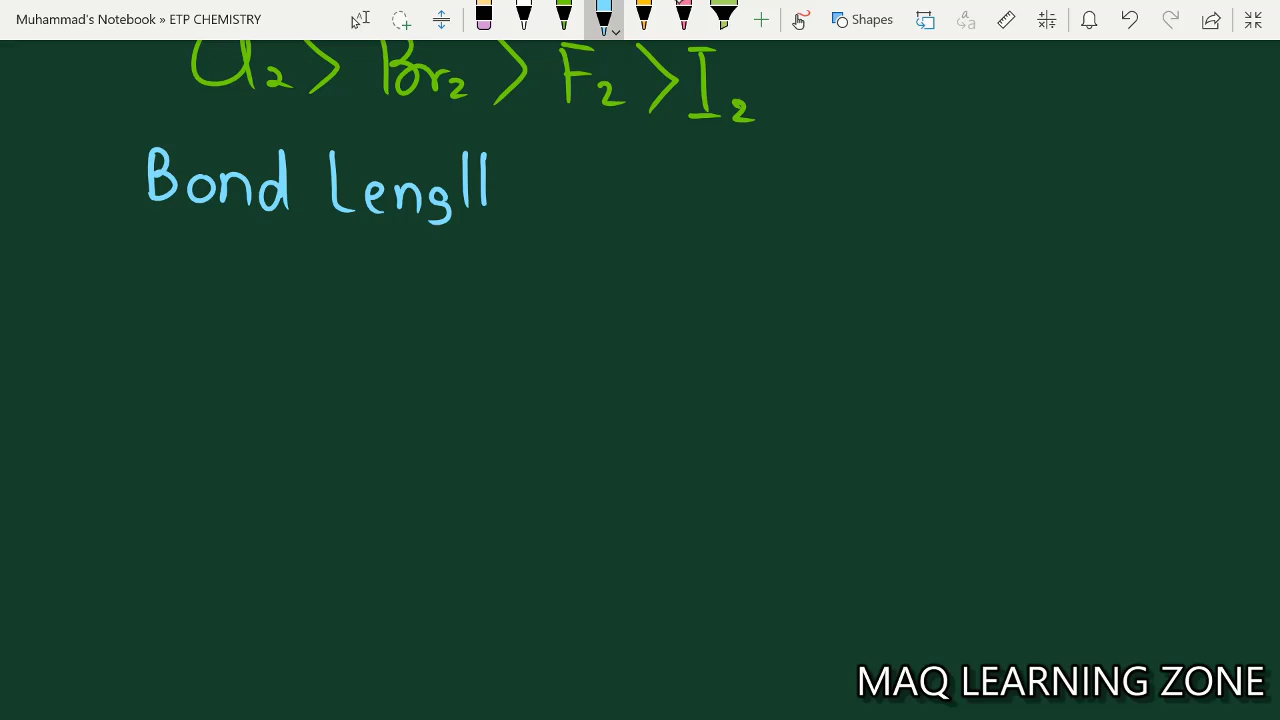 Muhammad's Notebook » ETP CHEMISTRY
Shapes
Cl₂ > Br₂ > F₂ > I₂
Bond Lengll
MAQ LEARNING ZONE